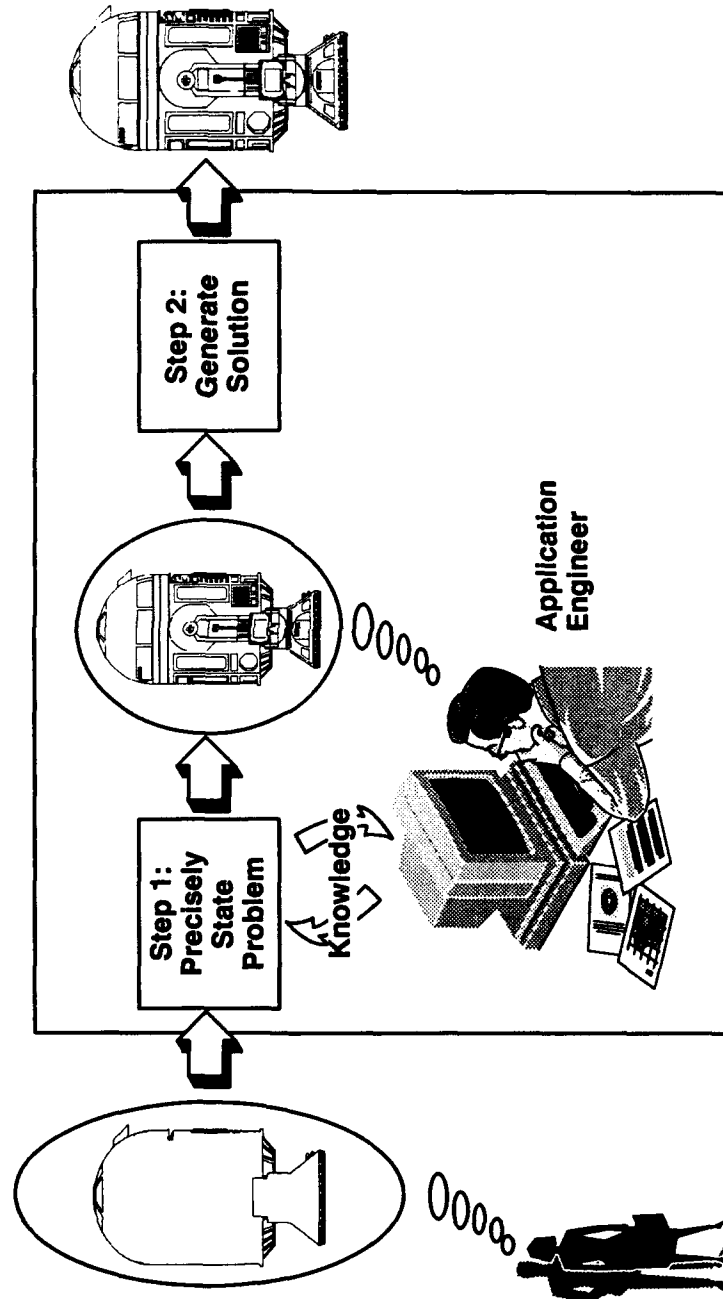 Step 1:
Precisely
State
Problem
Knowledge
Step 2:
Generate
Solution
Application
Engineer